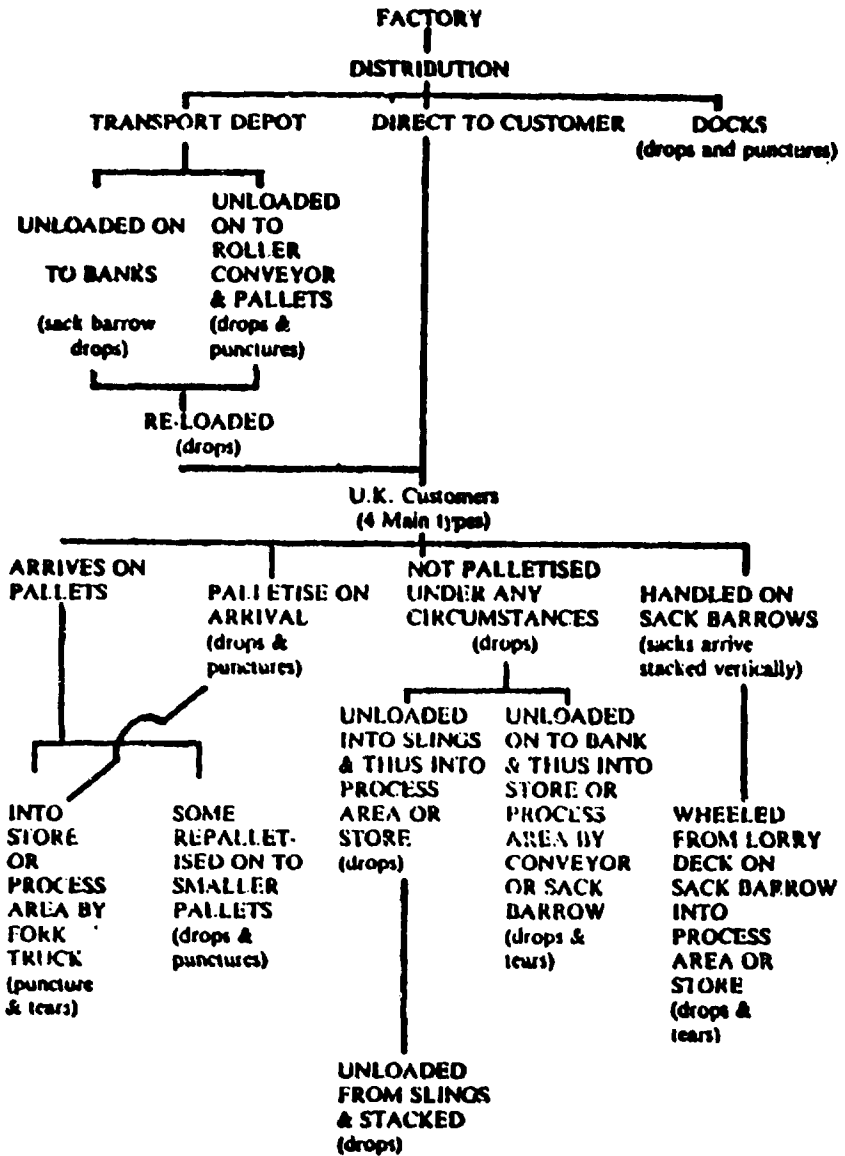 FACTORY
DISTRIBUTION
TRANSPORT DEPOT
DIRECT TO CUSTOMER
DOCKS
(drops and punctures)
UNLOADED ON
TO BANKS
(sack barrow
drops)
UNLOADED
ON TO
ROLLER
CONVEYOR
& PALLETS
(drops &
punctures)
RE-LOADED
(drops)
U.K. Customers
(4 Main types)
ARRIVES ON
PALLETS
PALLETISE ON
ARRIVAL
(drops &
punctures)
NOT PALLETISED
UNDER ANY
CIRCUMSTANCES
(drops)
HANDLED ON
SACK BARROWS
(sacks arrive
stacked vertically)
INTO
STORE
OR
PROCESS
AREA BY
FORK
TRUCK
(puncture
& tears)
SOME
REPALLET-
ISED ON TO
SMALLER
PALLETS
(drops &
punctures)
UNLOADED
INTO SLINGS
& THUS INTO
PROCESS
AREA OR
STORE
(drops)
UNLOADED
ON TO BANK
& THUS INTO
STORE OR
PROCESS
AREA BY
CONVEYOR
OR SACK
BARROW
(drops &
tears)
WHEELED
FROM LORRY
DECK ON
SACK BARROW
INTO
PROCESS
AREA OR
STORE
(drops &
tears)
UNLOADED
FROM SLINGS
& STACKED
(drops)